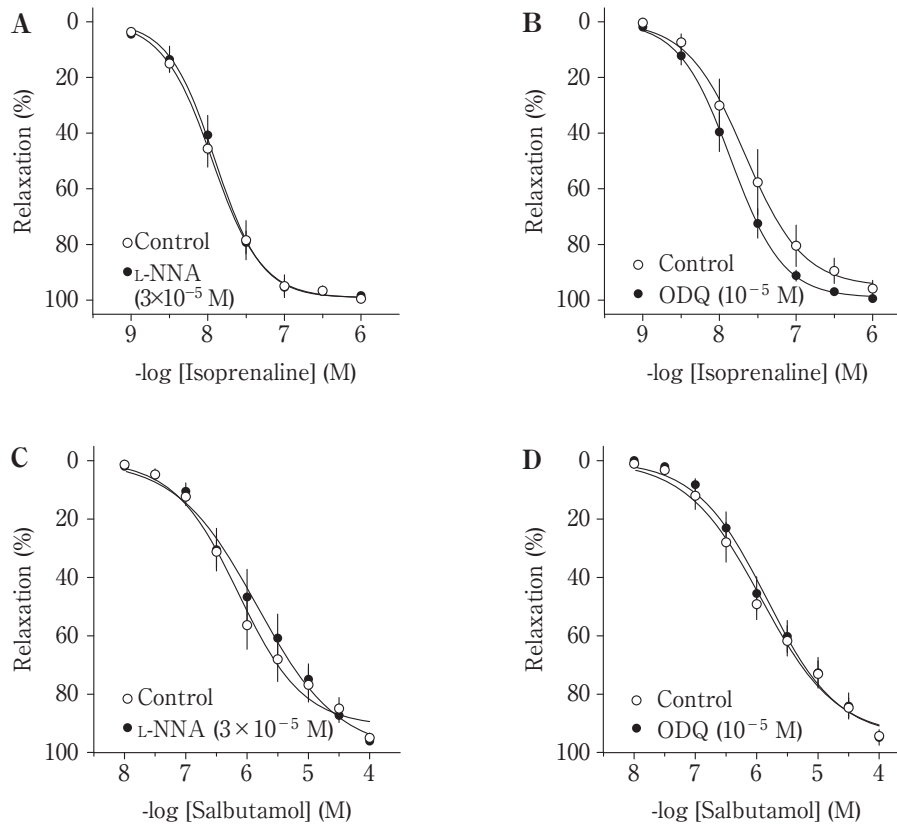 A
0
20
40
60
80
100
Relaxation (%)
Control
L-NNA
(3×10⁻⁵ M)
9 8 7 6
-log [Isoprenaline] (M)
B
0
20
40
60
80
100
Relaxation (%)
Control
ODQ (10⁻⁵ M)
9 8 7 6
-log [Isoprenaline] (M)
C
0
20
40
60
80
100
Relaxation (%)
Control
L-NNA (3×10⁻⁵ M)
8 7 6 5 4
-log [Salbutamol] (M)
D
0
20
40
60
80
100
Relaxation (%)
Control
ODQ (10⁻⁵ M)
8 7 6 5 4
-log [Salbutamol] (M)